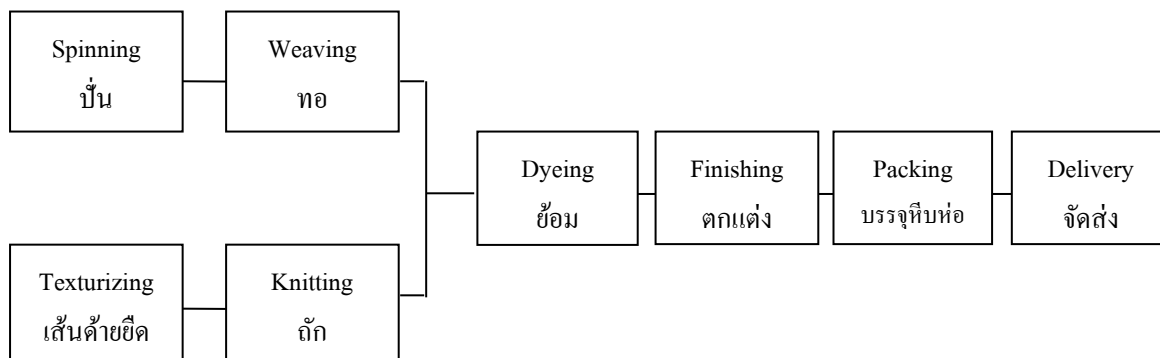 Spinning
ปั่น
Weaving
ทอ
Texturizing
เส้นด้ายยืด
Knitting
ถัก
Dyeing
ย้อม
Finishing
ตกแต่ง
Packing
บรรจุหีบห่อ
Delivery
จัดส่ง